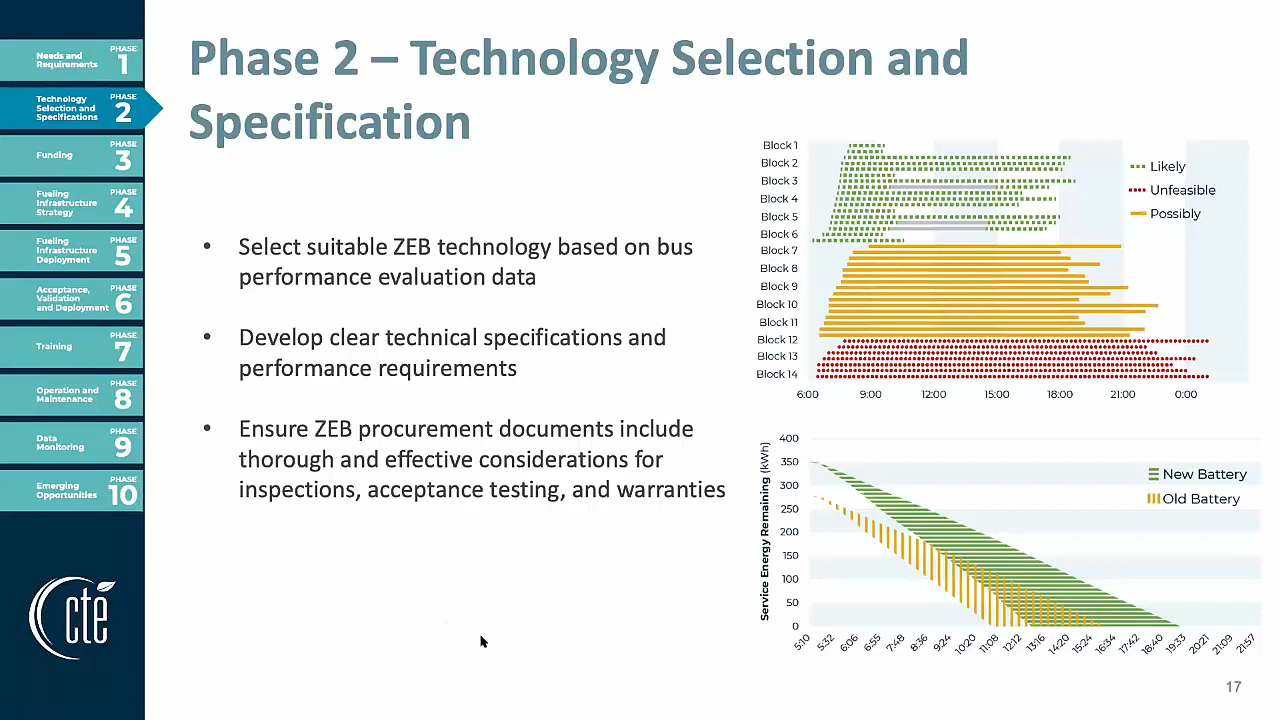 Needs and
Requirements
PHASE
1
Technology
Selection and
Specifications
PHASE
2
Funding
PHASE
3
Fueling
Infrastructure
Strategy
PHASE
4
Fueling
Infrastructure
Deployment
PHASE
5
Acceptance,
Validation
and Deployment
PHASE
6
Training
PHASE
7
Operation and
Maintenance
PHASE
8
Data
Monitoring
PHASE
9
Emerging
Opportunities
PHASE
10
cte
Phase 2 – Technology Selection and
Specification
• Select suitable ZEB technology based on bus
performance evaluation data
• Develop clear technical specifications and
performance requirements
• Ensure ZEB procurement documents include
thorough and effective considerations for
inspections, acceptance testing, and warranties
Block 1
Block 2
Block 3
Block 4
Block 5
Block 6
Block 7
Block 8
Block 9
Block 10
Block 11
Block 12
Block 13
Block 14
Likely
Unfeasible
Possibly
6:00 9:00 12:00 15:00 18:00 21:00 0:00
Service Energy Remaining (kWh)
400
350
300
250
200
150
100
50
0
New Battery
Old Battery
5:10 5:32 6:06 6:55 7:48 8:36 9:24 10:20 11:08 12:12 13:16 14:20 15:24 16:34 17:42 18:40 19:33 20:21 21:09 21:57
17